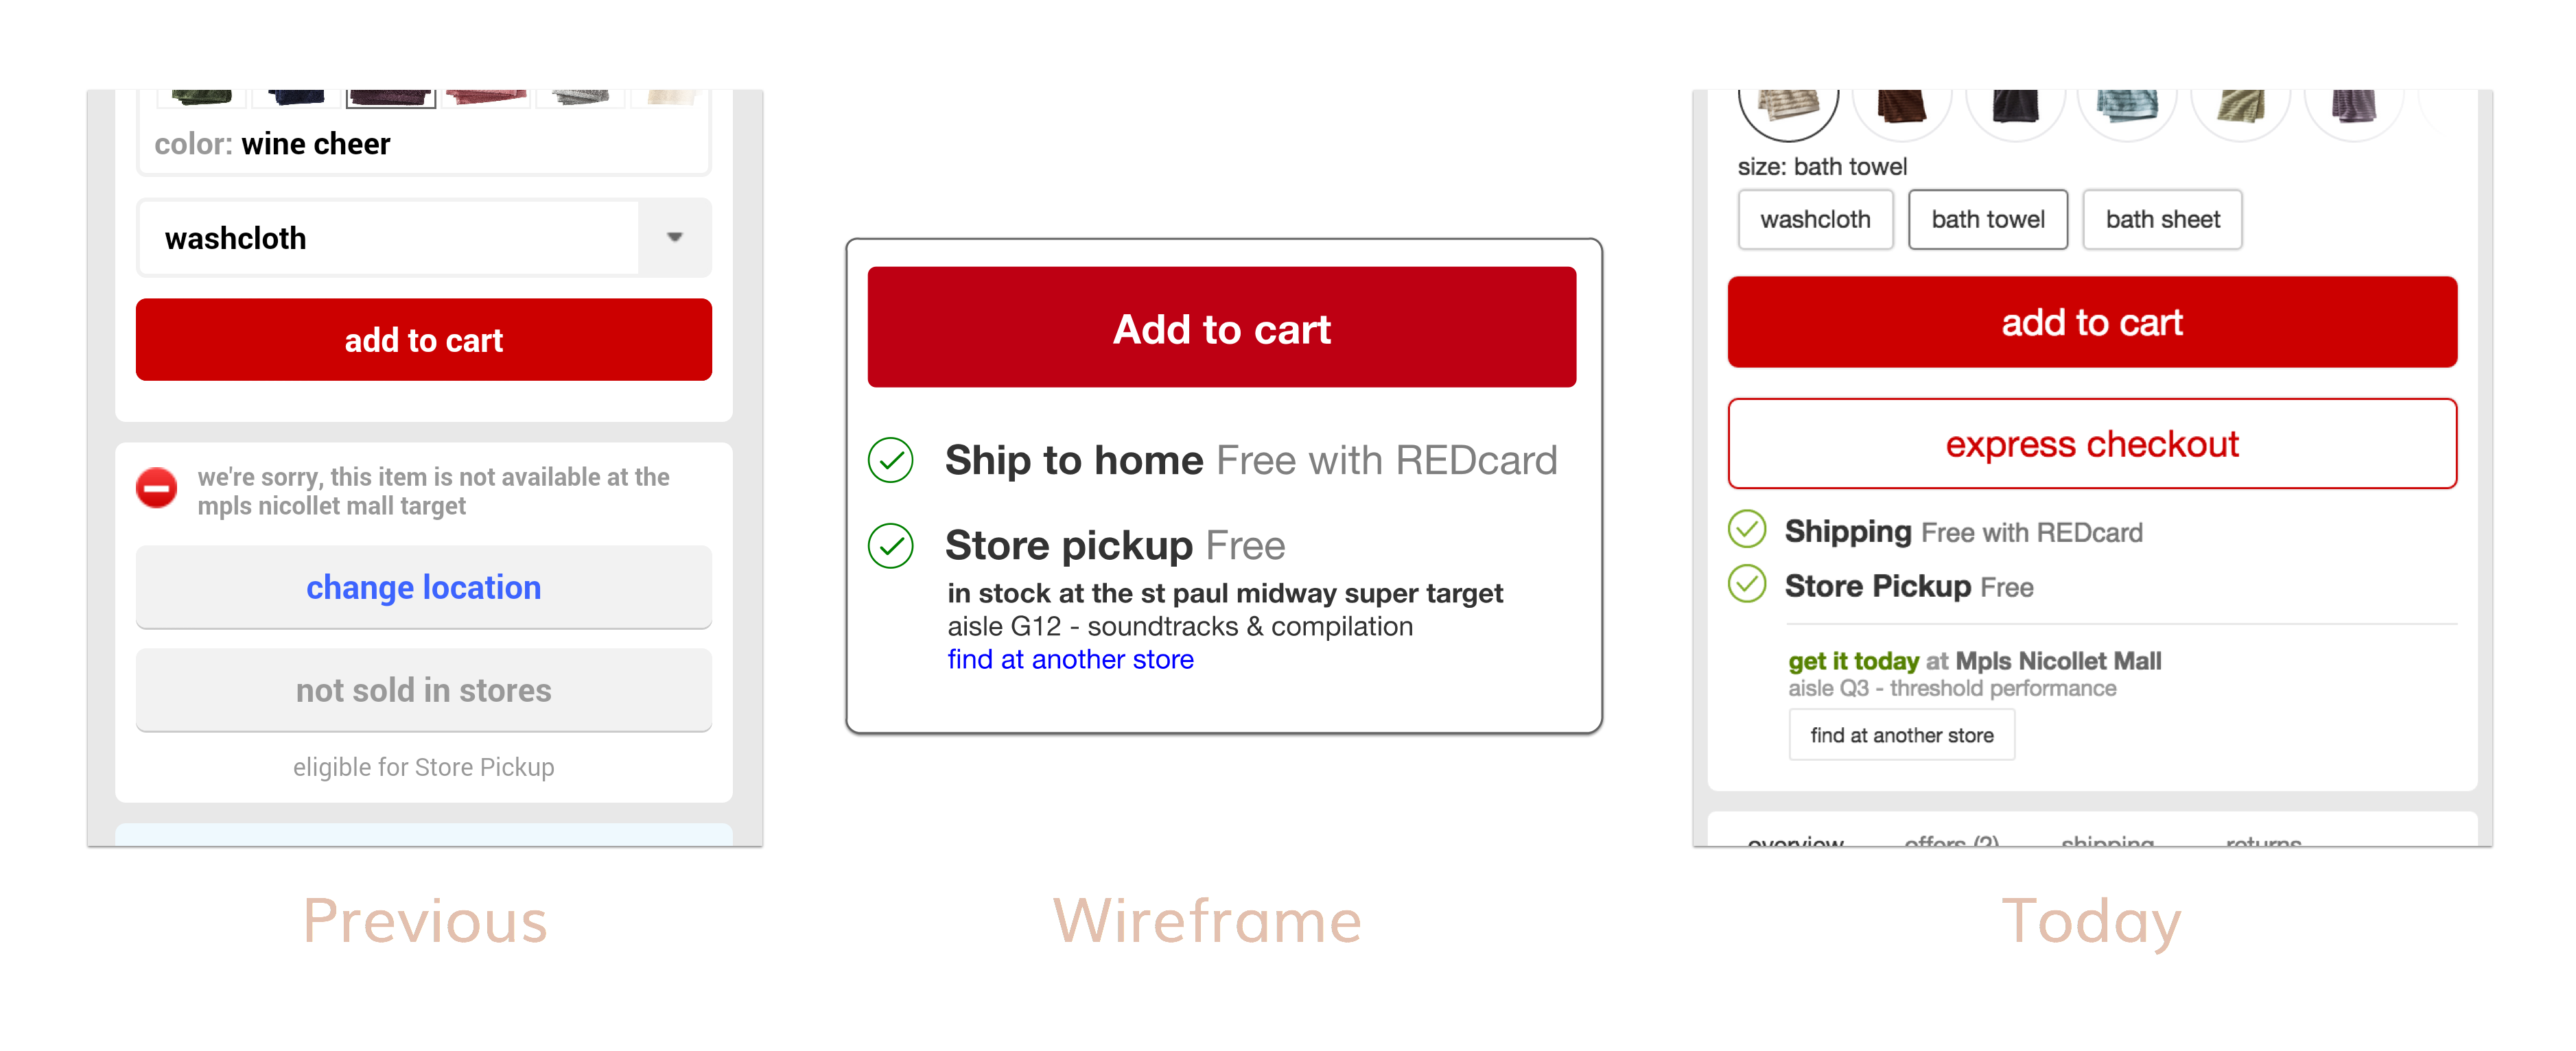 color: wine cheer
washcloth
add to cart
we're sorry, this item is not available at the
mpls nicollet mall target
change location
not sold in stores
eligible for Store Pickup
Previous
Add to cart
Ship to home Free with REDcard
Store pickup Free
in stock at the st paul midway super target
aisle G12 - soundtracks & compilation
find at another store
Wireframe
size: bath towel
washcloth bath towel bath sheet
add to cart
express checkout
Shipping Free with REDcard
Store Pickup Free
get it today at Mpls Nicollet Mall
aisle Q3 - threshold performance
find at another store
overview offers (2) shipping returns
Today